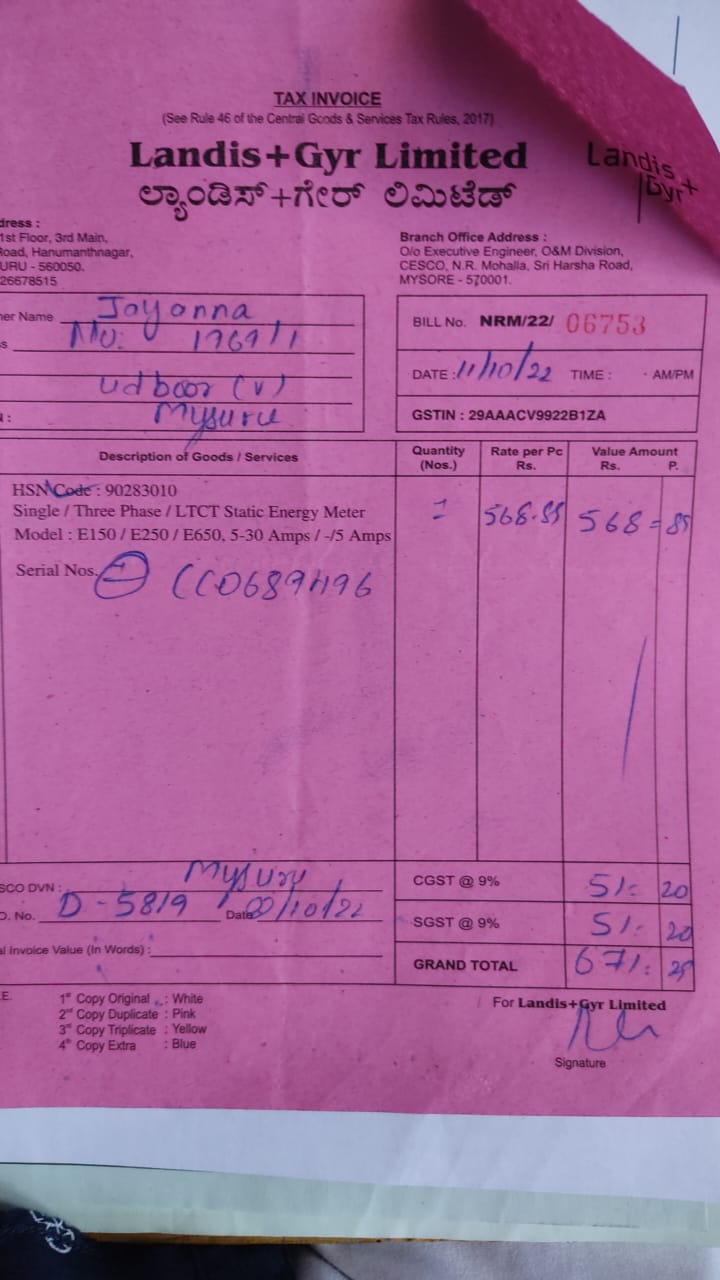 TAX INVOICE
(See Rule 46 of the Central Goods & Services Tax Rules, 2017)
Landis+Gyr Limited
ಲ್ಯಾಂಡಿಸ್+ಗೇರ್ ಲಿಮಿಟೆಡ್
Landis+
Gyr
dress :
1st Floor, 3rd Main,
Road, Hanumanthnagar,
URU - 560050.
26678515
Branch Office Address :
O/o Executive Engineer, O&M Division,
CESCO, N.R. Mohalla, Sri Harsha Road,
MYSORE - 570001.
er Name Joyanna
s No: 1969/1
udboor (V)
: Mysuru
BILL No. NRM/22/ 06753
DATE : 11/10/22 TIME : AM/PM
GSTIN : 29AAACV9922B1ZA
Description of Goods / Services Quantity (Nos.) Rate per Pc Rs. Value Amount Rs. P.
HSN Code : 90283010
Single / Three Phase / LTCT Static Energy Meter 1 568.85 568=85
Model : E150 / E250 / E650, 5-30 Amps / -/5 Amps
Serial Nos.
SCO DVN : Mysuru
D. No. D-5819 Date /10/22
l Invoice Value (In Words) :
CGST @ 9% 51. 20
SGST @ 9% 51. 20
GRAND TOTAL 671. 25
E.
1st Copy Original : White
2nd Copy Duplicate : Pink
3rd Copy Triplicate : Yellow
4th Copy Extra : Blue
For Landis+Gyr Limited
Signature